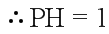 ∴ PH = 1